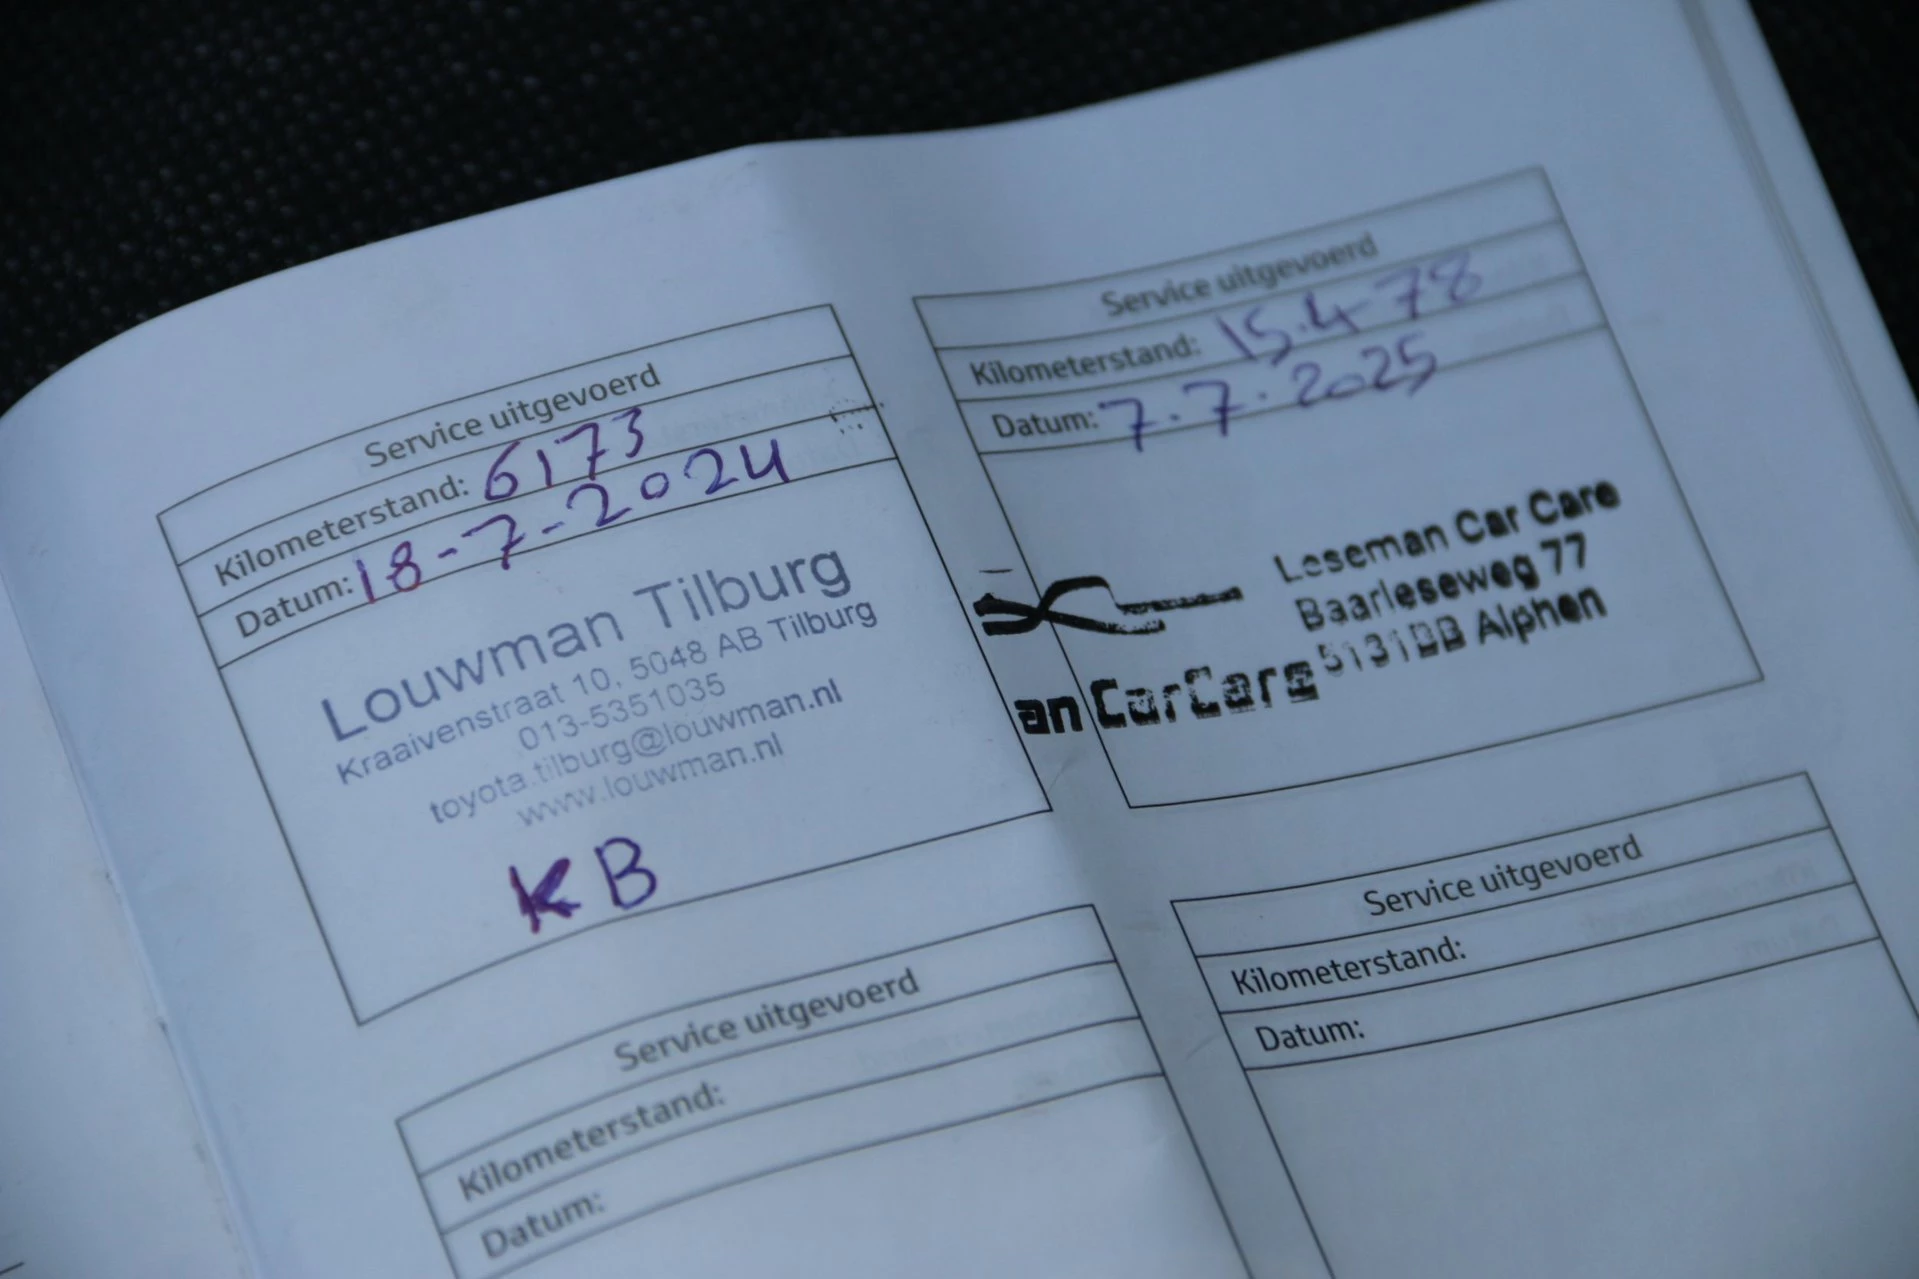 Service uitgevoerd
Kilometerstand: 6173
Datum: 18-7-2024
Louwman Tilburg
Kraaivenstraat 10, 5048 AB Tilburg
013-5351035
toyota.tilburg@louwman.nl
www.louwman.nl
KB
Service uitgevoerd
Kilometerstand: 15.478
Datum: 7.7.2025
Leseman Car Care
Baarleseweg 77
5131BB Alphen
an CarCare
Service uitgevoerd
Kilometerstand:
Datum:
Service uitgevoerd
Kilometerstand:
Datum: